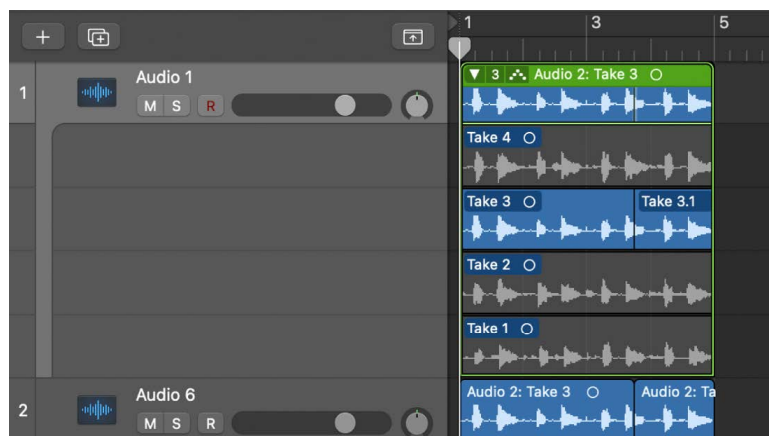 1 3 5
1 Audio 1
M S R
3 Audio 2: Take 3
Take 4
Take 3 Take 3.1
Take 2
Take 1
2 Audio 6
M S R
Audio 2: Take 3 Audio 2: Ta